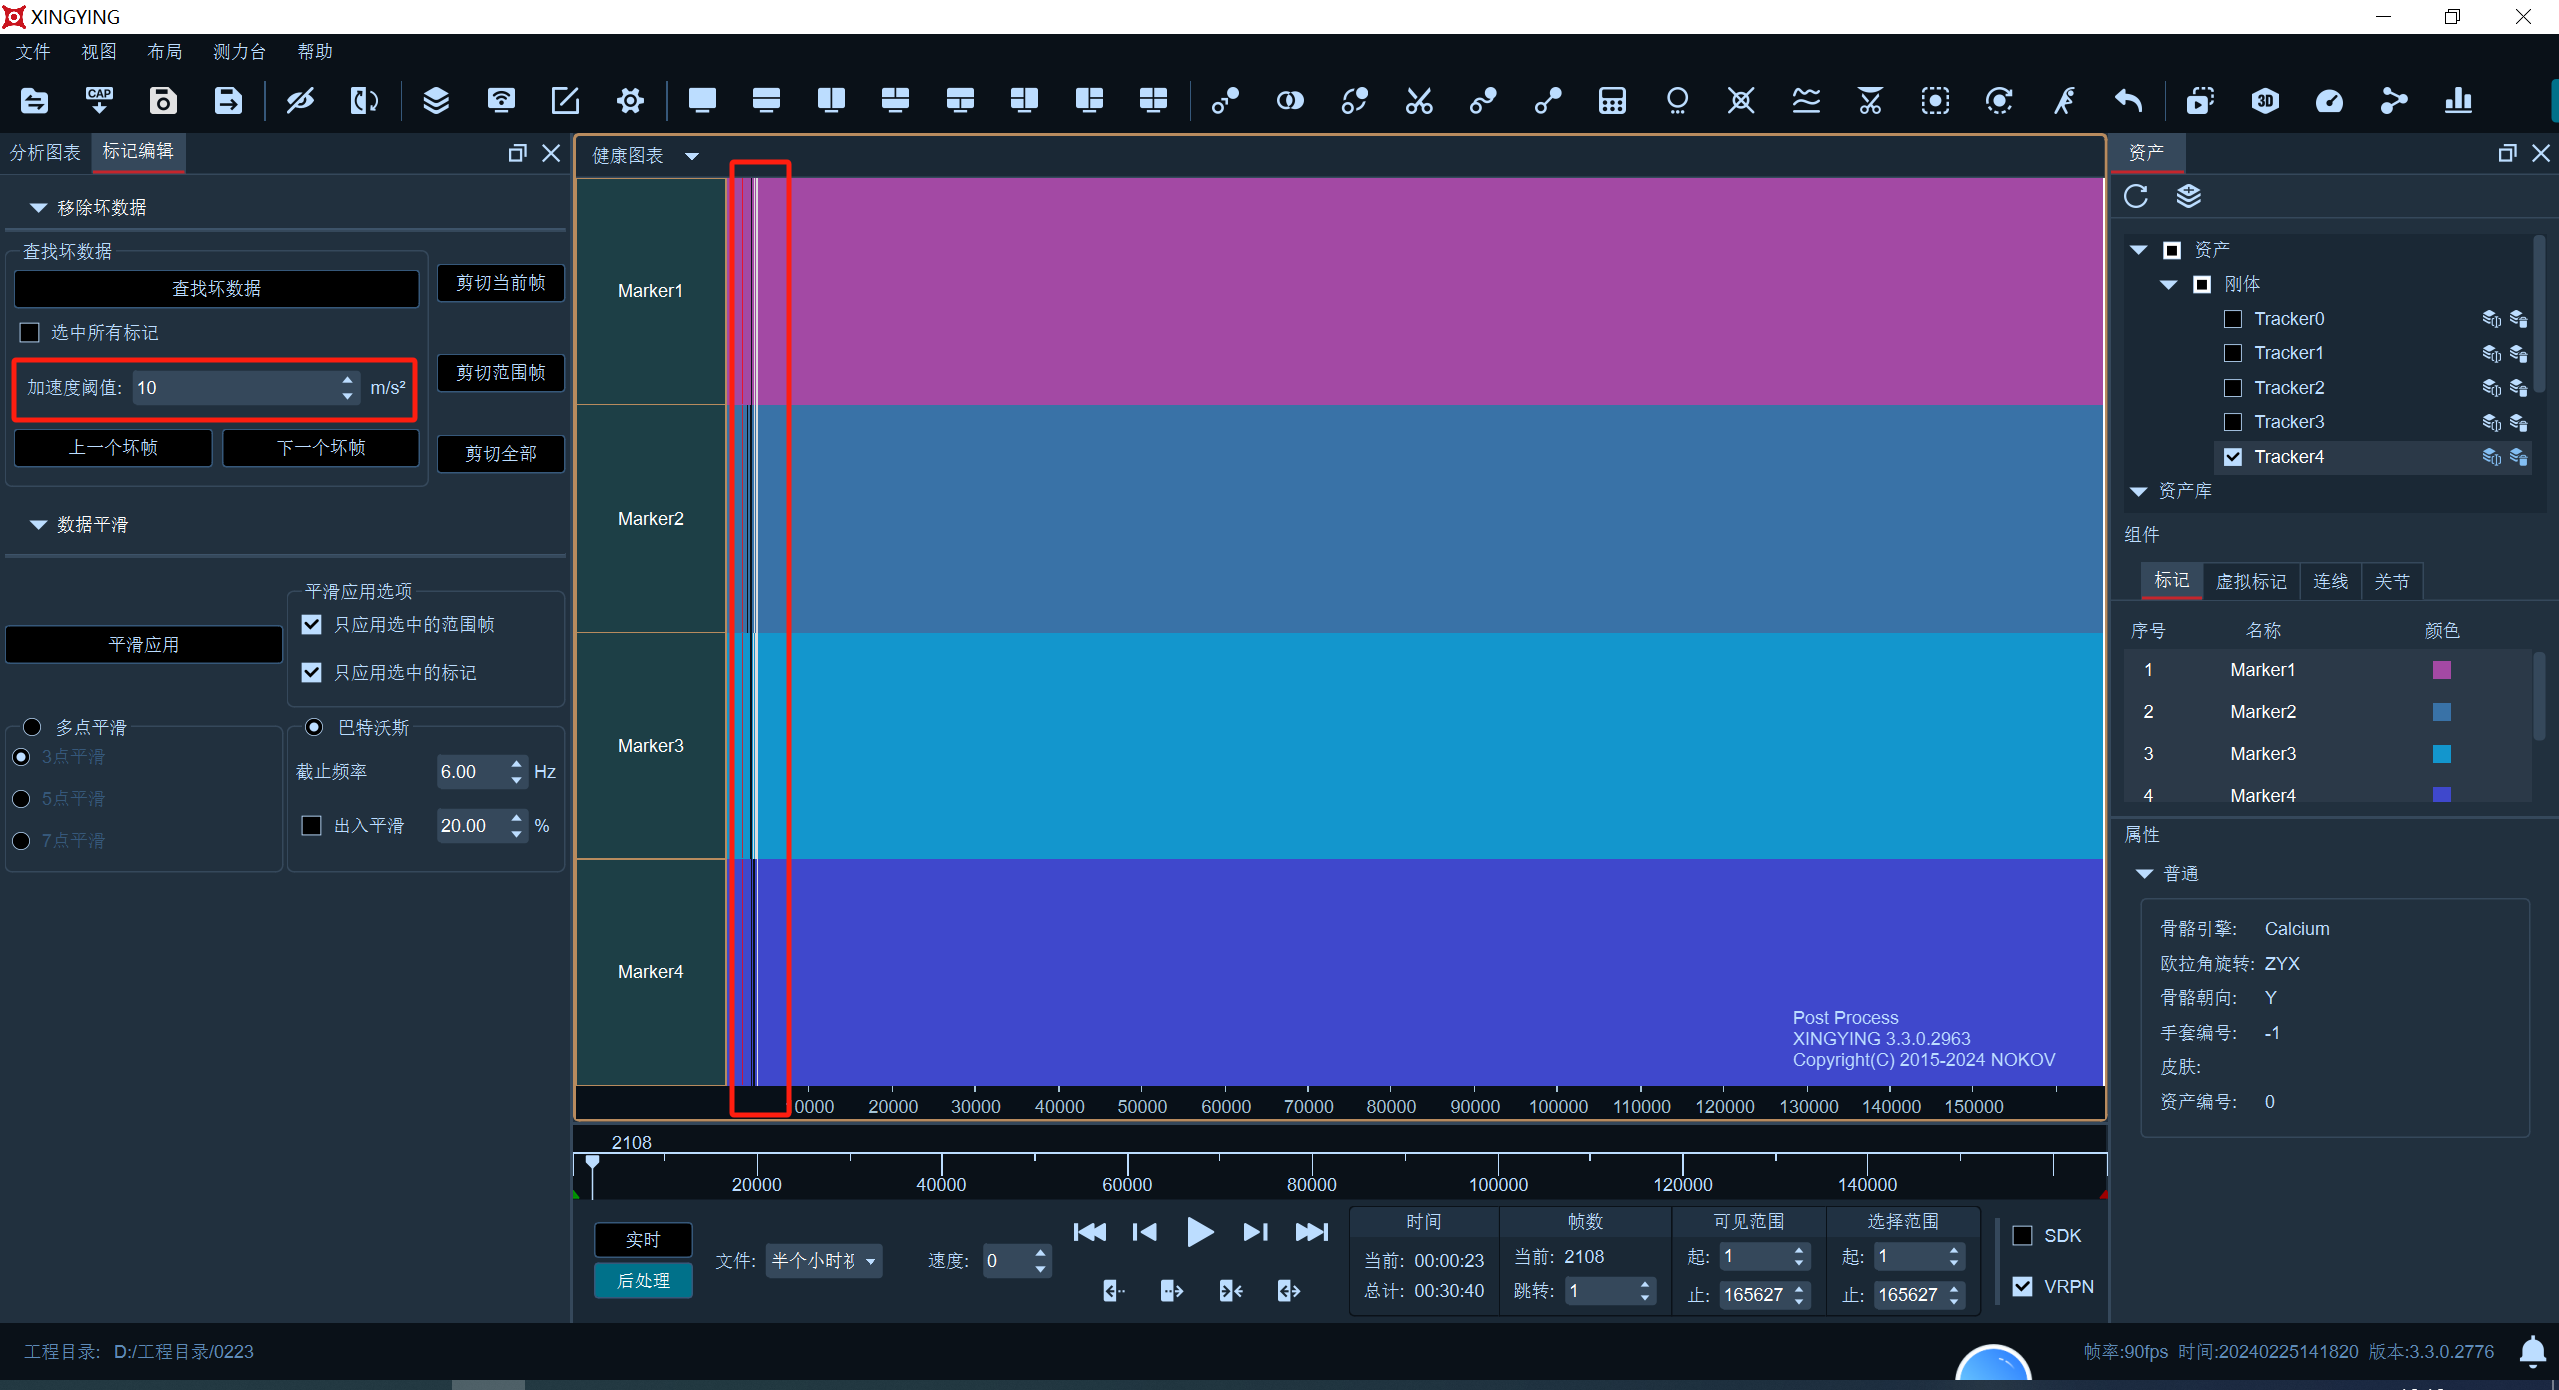 XINGYING
文件 视图 布局 测力台 帮助
CAP
3D
分析图表 标记编辑
移除坏数据
查找坏数据
查找坏数据
选中所有标记
加速度阈值: 10 m/s²
上一个坏帧 下一个坏帧
剪切当前帧
剪切范围帧
剪切全部
数据平滑
平滑应用
平滑应用选项
只应用选中的范围帧
只应用选中的标记
多点平滑
3点平滑
5点平滑
7点平滑
巴特沃斯
截止频率 6.00 Hz
出入平滑 20.00 %
健康图表
Marker1
Marker2
Marker3
Marker4
Post Process
XINGYING 3.3.0.2963
Copyright(C) 2015-2024 NOKOV
0000 20000 30000 40000 50000 60000 70000 80000 90000 100000 110000 120000 130000 140000 150000
2108
20000 40000 60000 80000 100000 120000 140000
实时
后处理
文件: 半个小时
速度: 0
时间
当前: 00:00:23
总计: 00:30:40
帧数
当前: 2108
跳转: 1
可见范围
起: 1
止: 165627
选择范围
起: 1
止: 165627
SDK
VRPN
资产
资产
刚体
Tracker0
Tracker1
Tracker2
Tracker3
Tracker4
资产库
组件
标记 虚拟标记 连线 关节
序号 名称 颜色
1 Marker1
2 Marker2
3 Marker3
4 Marker4
属性
普通
骨骼引擎: Calcium
欧拉角旋转: ZYX
骨骼朝向: Y
手套编号: -1
皮肤:
资产编号: 0
工程目录: D:/工程目录/0223
帧率:90fps 时间:20240225141820 版本:3.3.0.2776